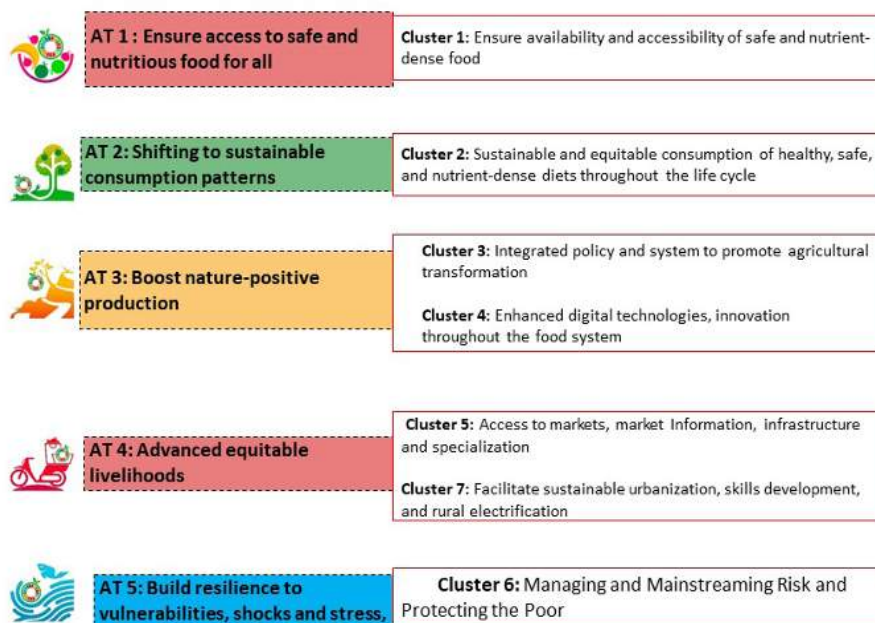 AT 1 : Ensure access to safe and
nutritious food for all
Cluster 1: Ensure availability and accessibility of safe and nutrient-
dense food
AT 2: Shifting to sustainable
consumption patterns
Cluster 2: Sustainable and equitable consumption of healthy, safe,
and nutrient-dense diets throughout the life cycle
AT 3: Boost nature-positive
production
Cluster 3: Integrated policy and system to promote agricultural
transformation
Cluster 4: Enhanced digital technologies, innovation
throughout the food system
AT 4: Advanced equitable
livelihoods
Cluster 5: Access to markets, market Information, infrastructure
and specialization
Cluster 7: Facilitate sustainable urbanization, skills development,
and rural electrification
AT 5: Build resilience to
vulnerabilities, shocks and stress,
Cluster 6: Managing and Mainstreaming Risk and
Protecting the Poor